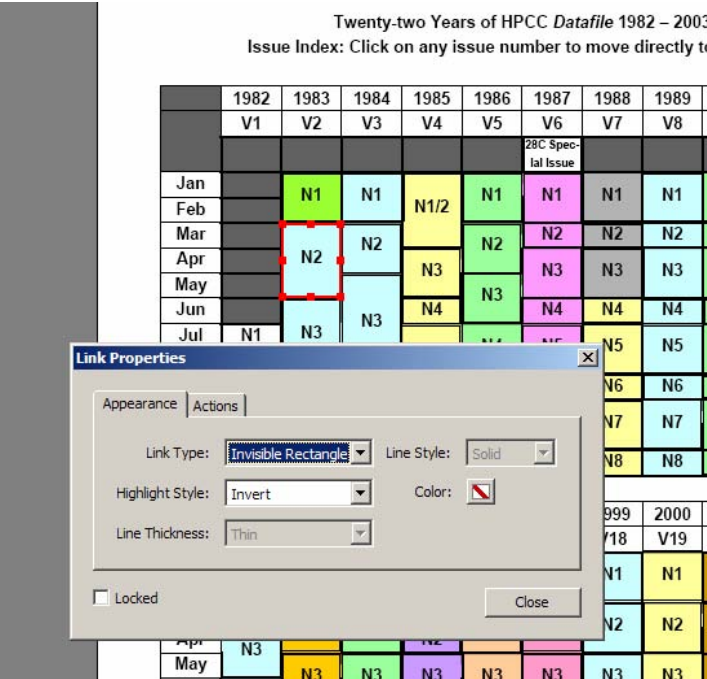 Twenty-two Years of HPCC Datafile 1982 – 2003
Issue Index: Click on any issue number to move directly
1982 1983 1984 1985 1986 1987 1988 1989
V1 V2 V3 V4 V5 V6 V7 V8
28C Spec-
ial Issue
Jan
N1 N1 N1/2 N1 N1 N1 N1
Feb
Mar N2 N2 N2
N2 N2 N2
Apr
N3 N3 N3 N3
May
N3
Jun N4 N4 N4 N4
N3 N3
Jul N1 N5 N5
Link Properties
Appearance Actions
N6 N6
Link Type: Invisible Rectangle Line Style: Solid
N7 N7
Highlight Style: Invert Color:
N8 N8
Line Thickness: Thin
999 2000
V18 V19
Locked Close
N1 N1
N2 N2
Apr N3 N2
May N3 N3 N3 N3 N3 N3 N3